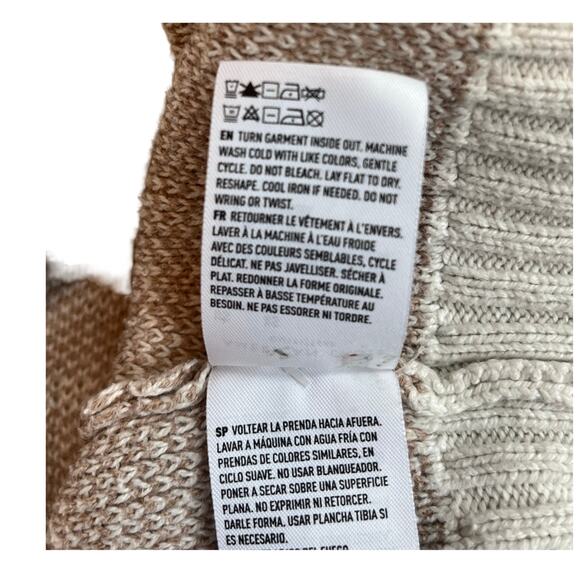 EN TURN GARMENT INSIDE OUT. MACHINE
WASH COLD WITH LIKE COLORS, GENTLE
CYCLE. DO NOT BLEACH. LAY FLAT TO DRY.
RESHAPE. COOL IRON IF NEEDED. DO NOT
WRING OR TWIST.
FR RETOURNER LE VÊTEMENT À L'ENVERS.
LAVER À LA MACHINE À L'EAU FROIDE
AVEC DES COULEURS SEMBLABLES, CYCLE
DÉLICAT. NE PAS JAVELLISER. SÉCHER À
PLAT. REDONNER LA FORME ORIGINALE.
REPASSER À BASSE TEMPÉRATURE AU
BESOIN. NE PAS ESSORER NI TORDRE.
SP VOLTEAR LA PRENDA HACIA AFUERA.
LAVAR A MÁQUINA CON AGUA FRÍA CON
PRENDAS DE COLORES SIMILARES, EN
CICLO SUAVE. NO USAR BLANQUEADOR.
PONER A SECAR SOBRE UNA SUPERFICIE
PLANA. NO EXPRIMIR NI RETORCER.
DARLE FORMA. USAR PLANCHA TIBIA SI
ES NECESARIO.
DEL FUEGO